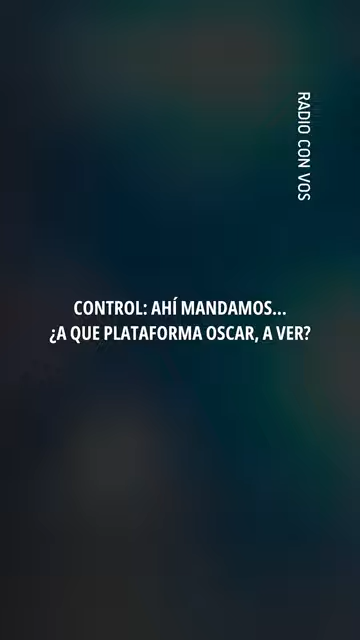 RADIO CON VOS
CONTROL: AHÍ MANDAMOS...
¿A QUE PLATAFORMA OSCAR, A VER?